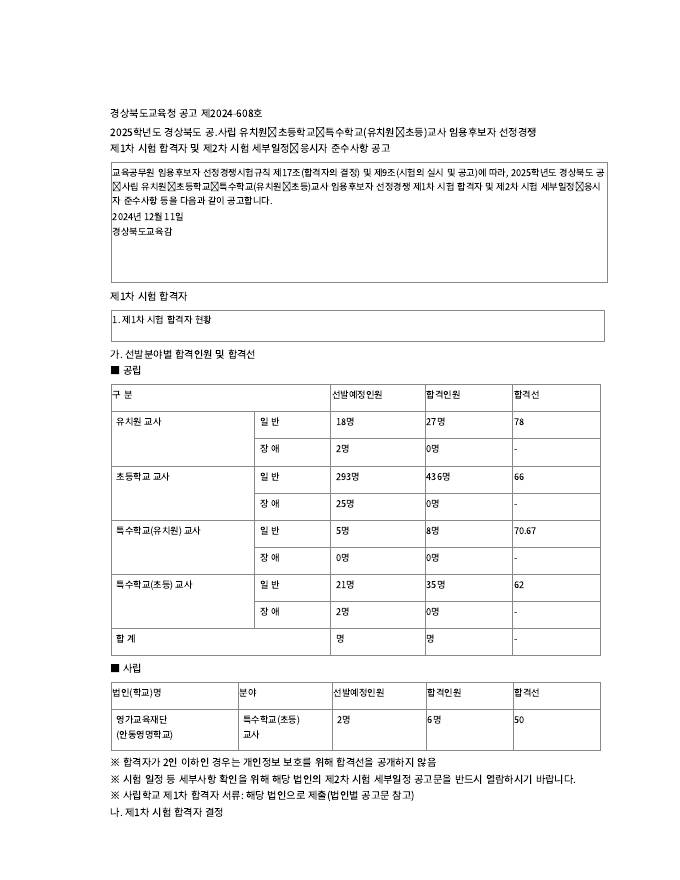 경상북도교육청 공고 제2024-608호
2025학년도 경상북도 공.사립 유치원☒초등학교☒특수학교(유치원☒초등)교사 임용후보자 선정경쟁
제1차 시험 합격자 및 제2차 시험 세부일정☒응시자 준수사항 공고
교육공무원 임용후보자 선정경쟁시험규칙 제17조(합격자의 결정) 및 제9조(시험의 실시 및 공고)에 따라, 2025학년도 경상북도 공
☒사립 유치원☒초등학교☒특수학교(유치원☒초등)교사 임용후보자 선정경쟁 제1차 시험 합격자 및 제2차 시험 세부일정☒응시
자 준수사항 등을 다음과 같이 공고합니다.
2024년 12월 11일
경상북도교육감
제1차 시험 합격자
1. 제1차 시험 합격자 현황
가. 선발분야별 합격인원 및 합격선
■ 공립
구 분 선발예정인원 합격인원 합격선
유치원 교사 일 반 18명 27명 78
장 애 2명 0명 -
초등학교 교사 일 반 293명 436명 66
장 애 25명 0명 -
특수학교(유치원) 교사 일 반 5명 8명 70.67
장 애 0명 0명 -
특수학교(초등) 교사 일 반 21명 35명 62
장 애 2명 0명 -
합 계 명 명 -
■ 사립
법인(학교)명 분야 선발예정인원 합격인원 합격선
영가교육재단 특수학교(초등) 2명 6명 50
(안동영명학교) 교사
※ 합격자가 2인 이하인 경우는 개인정보 보호를 위해 합격선을 공개하지 않음
※ 시험 일정 등 세부사항 확인을 위해 해당 법인의 제2차 시험 세부일정 공고문을 반드시 열람하시기 바랍니다.
※ 사립학교 제1차 합격자 서류: 해당 법인으로 제출(법인별 공고문 참고)
나. 제1차 시험 합격자 결정